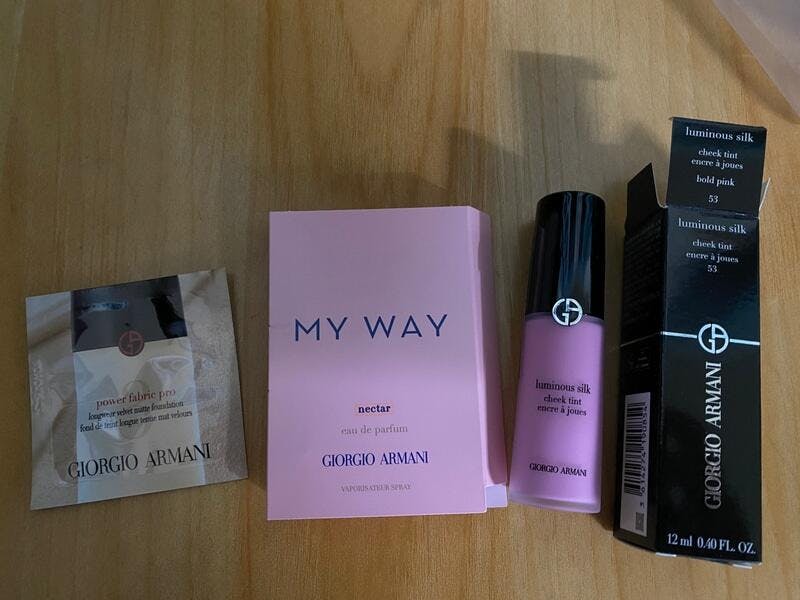 power fabric pro
longwear velvet matte foundation
fond de teint longue tenue mat velours
GIORGIO ARMANI
MY WAY
nectar
eau de parfum
GIORGIO ARMANI
VAPORISATEUR SPRAY
GA
luminous silk
cheek tint
encre à joues
GIORGIO ARMANI
luminous silk
cheek tint
encre à joues
bold pink
53
luminous silk
cheek tint
encre à joues
53
GA
GIORGIO ARMANI
12 ml 0.40 FL. OZ.